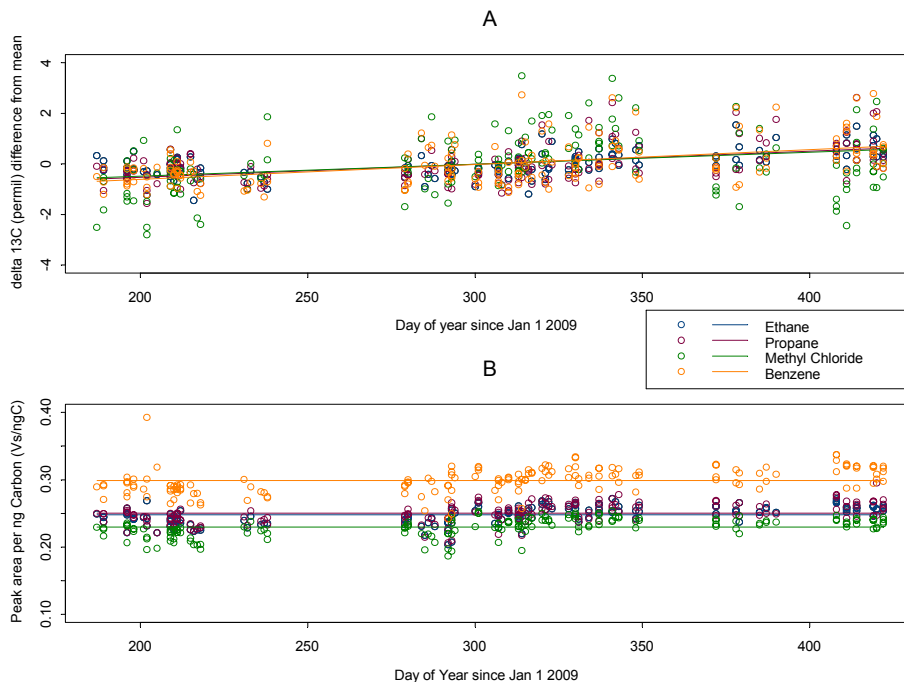 A
delta 13C (permil) difference from mean
4
2
0
-2
-4
200
250
300
350
400
Day of year since Jan 1 2009
Ethane
Propane
Methyl Chloride
Benzene
B
Peak area per ng Carbon (Vs/ngC)
0.40
0.30
0.20
0.10
200
250
300
350
400
Day of Year since Jan 1 2009